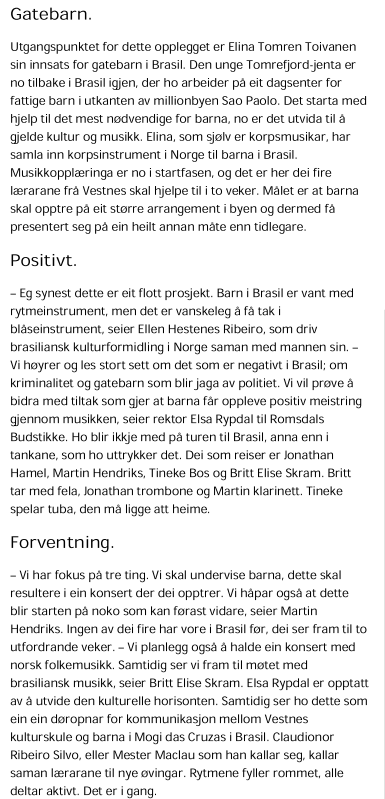 Gatebarn.
Utgangspunktet for dette opplegget er Elina Tomren Toivanen
sin innsats for gatebarn i Brasil. Den unge Tomrefjord-jenta er
no tilbake i Brasil igjen, der ho arbeider på eit dagsenter for
fattige barn i utkanten av millionbyen Sao Paolo. Det starta med
hjelp til det mest nødvendige for barna, no er det utvida til å
gjelde kultur og musikk. Elina, som sjølv er korpsmusikar, har
samla inn korpsinstrument i Norge til barna i Brasil.
Musikkopplæringa er no i startfasen, og det er her dei fire
lærarane frå Vestnes skal hjelpe til i to veker. Målet er at barna
skal opptre på eit større arrangement i byen og dermed få
presentert seg på ein heilt annan måte enn tidlegare.
Positivt.
– Eg synest dette er eit flott prosjekt. Barn i Brasil er vant med
rytmeinstrument, men det er vanskeleg å få tak i
blåseinstrument, seier Ellen Hestenes Ribeiro, som driv
brasiliansk kulturformidling i Norge saman med mannen sin. –
Vi høyrer og les stort sett om det som er negativt i Brasil; om
kriminalitet og gatebarn som blir jaga av politiet. Vi vil prøve å
bidra med tiltak som gjer at barna får oppleve positiv meistring
gjennom musikken, seier rektor Elsa Rypdal til Romsdals
Budstikke. Ho blir ikkje med på turen til Brasil, anna enn i
tankane, som ho uttrykker det. Dei som reiser er Jonathan
Hamel, Martin Hendriks, Tineke Bos og Britt Elise Skram. Britt
tar med fela, Jonathan trombone og Martin klarinett. Tineke
spelar tuba, den må ligge att heime.
Forventning.
– Vi har fokus på tre ting. Vi skal undervise barna, dette skal
resultere i ein konsert der dei opptrer. Vi håpar også at dette
blir starten på noko som kan førast vidare, seier Martin
Hendriks. Ingen av dei fire har vore i Brasil før, dei ser fram til to
utfordrande veker. – Vi planlegg også å halde ein konsert med
norsk folkemusikk. Samtidig ser vi fram til møtet med
brasiliansk musikk, seier Britt Elise Skram. Elsa Rypdal er opptatt
av å utvide den kulturelle horisonten. Samtidig ser ho dette som
ein ein døropnar for kommunikasjon mellom Vestnes
kulturskule og barna i Mogi das Cruzas i Brasil. Claudionor
Ribeiro Silvo, eller Mester Maclau som han kallar seg, kallar
saman lærarane til nye øvingar. Rytmene fyller rommet, alle
deltar aktivt. Det er i gang.